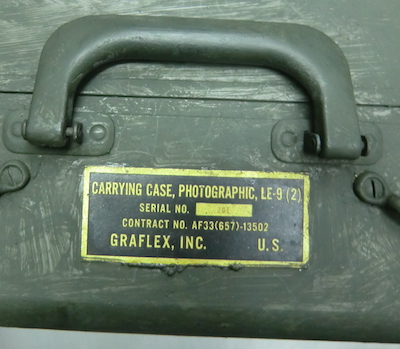 CARRYING CASE, PHOTOGRAPHIC, LE-9 (2)
SERIAL NO.
CONTRACT NO. AF33(657)-13502
GRAFLEX, INC. U.S.